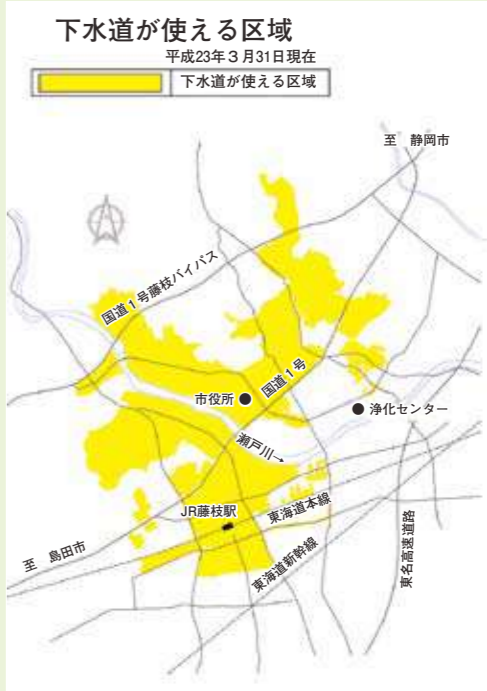 下水道が使える区域
平成23年3月31日現在
下水道が使える区域
至 静岡市
国道1号藤枝バイパス
国道1号
市役所
浄化センター
瀬戸川→
JR藤枝駅
東海道本線
至 島田市
東海道新幹線
東名高速道路